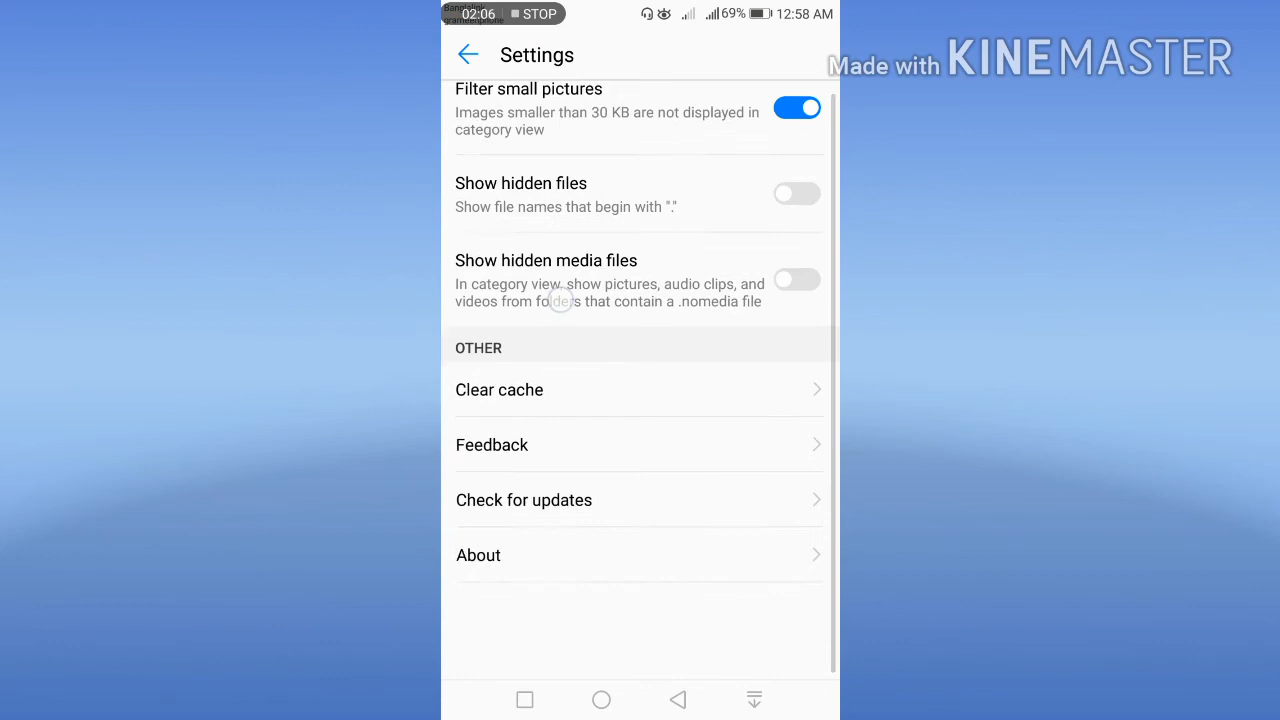 Banglalink
grameenphone
02:06 STOP 69% 12:58 AM
Settings
Made with KINEMASTER
Filter small pictures
Images smaller than 30 KB are not displayed in
category view
Show hidden files
Show file names that begin with "."
Show hidden media files
In category view, show pictures, audio clips, and
videos from folders that contain a .nomedia file
OTHER
Clear cache
Feedback
Check for updates
About